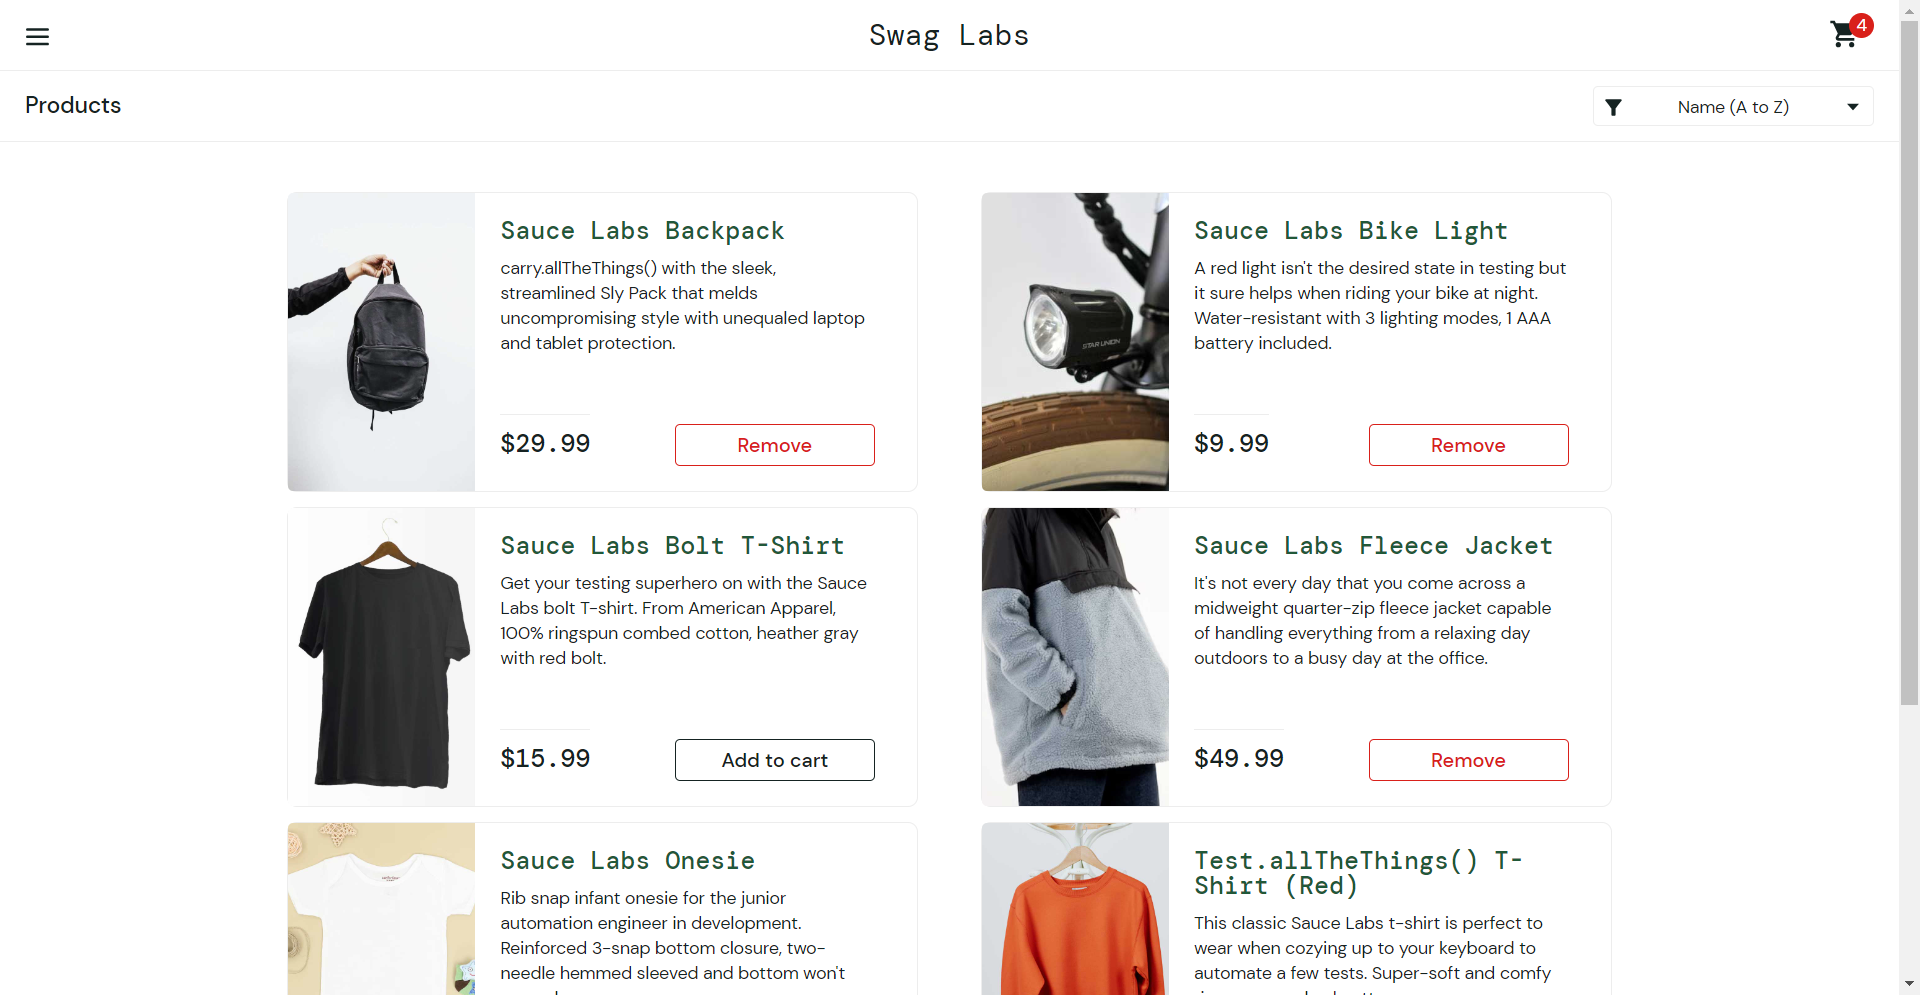 Swag Labs
4
Products
Name (A to Z)
Sauce Labs Backpack
carry.allTheThings() with the sleek,
streamlined Sly Pack that melds
uncompromising style with unequaled laptop
and tablet protection.
$29.99
Remove
Sauce Labs Bike Light
A red light isn't the desired state in testing but
it sure helps when riding your bike at night.
Water-resistant with 3 lighting modes, 1 AAA
battery included.
$9.99
Remove
STAR UNION
Sauce Labs Bolt T-Shirt
Get your testing superhero on with the Sauce
Labs bolt T-shirt. From American Apparel,
100% ringspun combed cotton, heather gray
with red bolt.
$15.99
Add to cart
Sauce Labs Fleece Jacket
It's not every day that you come across a
midweight quarter-zip fleece jacket capable
of handling everything from a relaxing day
outdoors to a busy day at the office.
$49.99
Remove
Sauce Labs Onesie
Rib snap infant onesie for the junior
automation engineer in development.
Reinforced 3-snap bottom closure, two-
needle hemmed sleeved and bottom won't
Test.allTheThings() T-
Shirt (Red)
This classic Sauce Labs t-shirt is perfect to
wear when cozying up to your keyboard to
automate a few tests. Super-soft and comfy